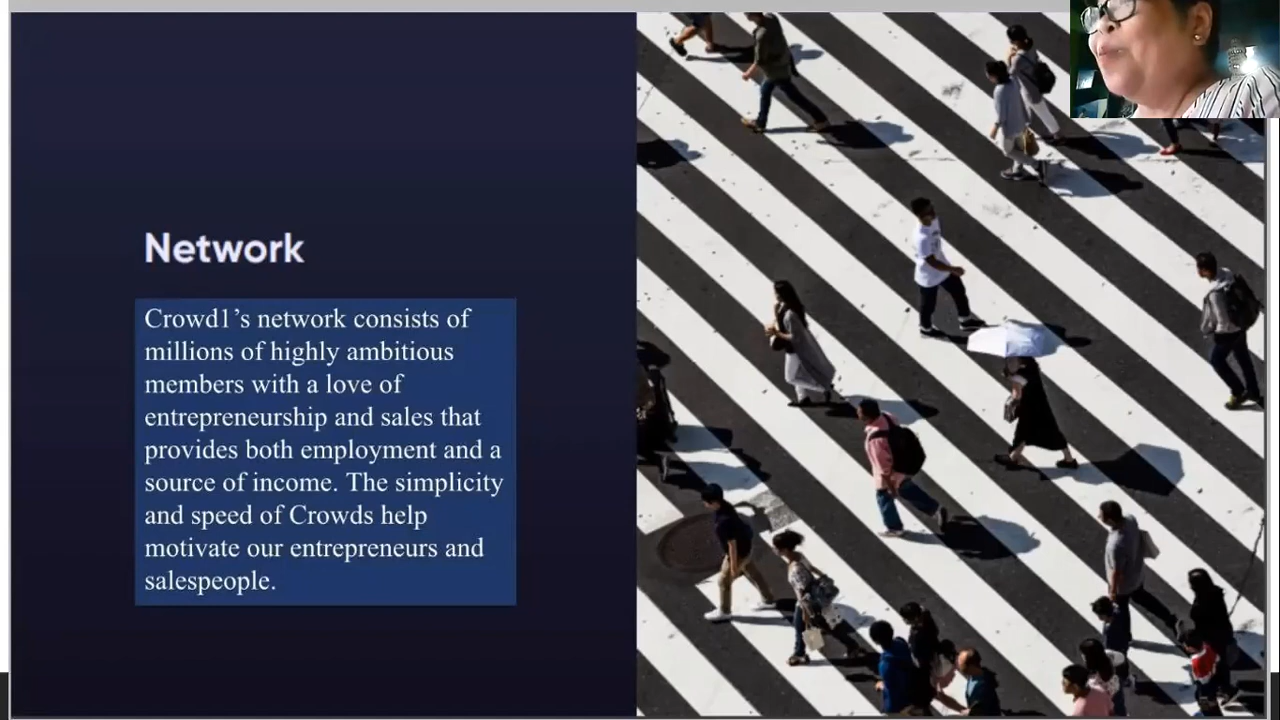 Network
Crowd1’s network consists of
millions of highly ambitious
members with a love of
entrepreneurship and sales that
provides both employment and a
source of income. The simplicity
and speed of Crowds help
motivate our entrepreneurs and
salespeople.